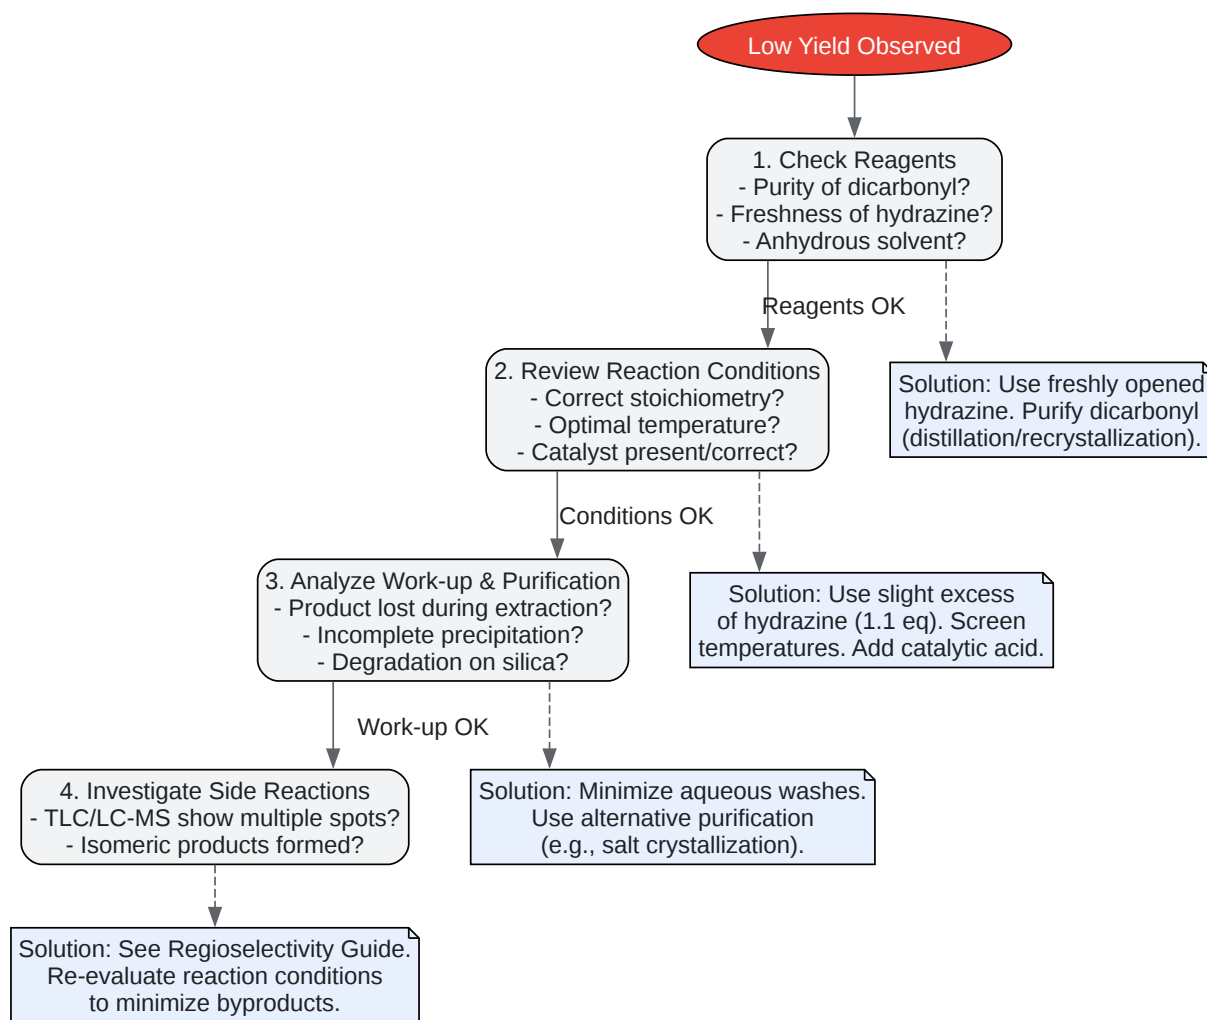 Low Yield Observed
1. Check Reagents
- Purity of dicarbonyl?
- Freshness of hydrazine?
- Anhydrous solvent?
Reagents OK
2. Review Reaction Conditions
- Correct stoichiometry?
- Optimal temperature?
- Catalyst present/correct?
Solution: Use freshly opened
hydrazine. Purify dicarbonyl
(distillation/recrystallization).
Conditions OK
3. Analyze Work-up & Purification
- Product lost during extraction?
- Incomplete precipitation?
- Degradation on silica?
Solution: Use slight excess
of hydrazine (1.1 eq). Screen
temperatures. Add catalytic acid.
Work-up OK
4. Investigate Side Reactions
- TLC/LC-MS show multiple spots?
- Isomeric products formed?
Solution: Minimize aqueous washes.
Use alternative purification
(e.g., salt crystallization).
Solution: See Regioselectivity Guide.
Re-evaluate reaction conditions
to minimize byproducts.